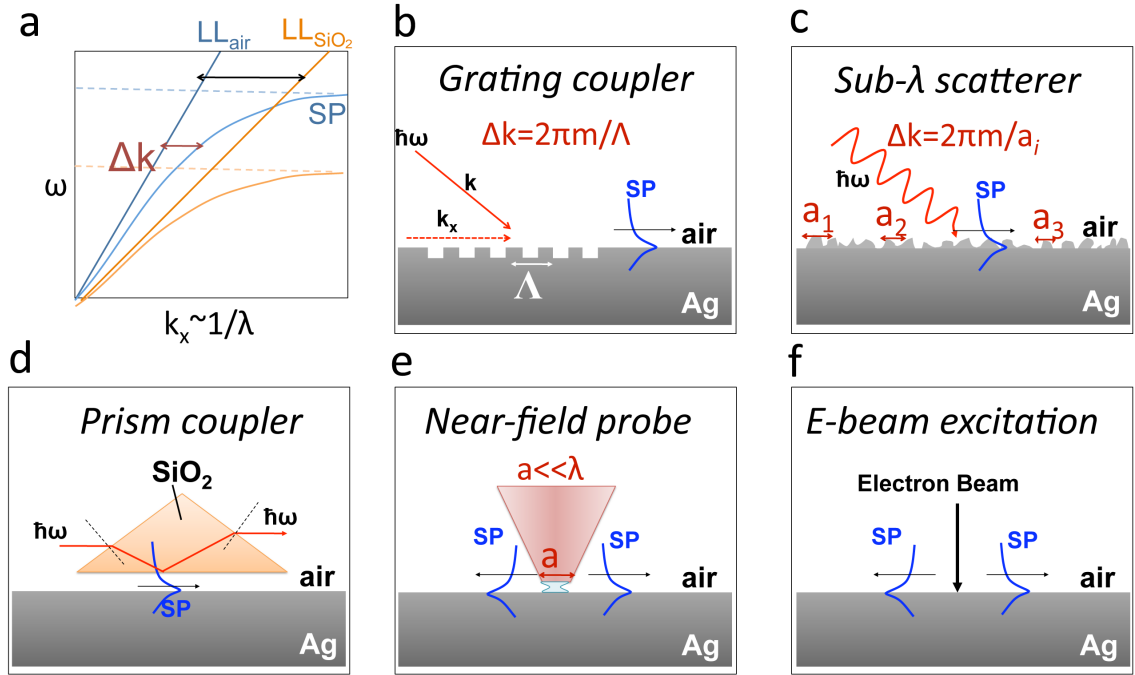 a
LL_air
LL_SiO₂
SP
Δk
ω
kₓ~1/λ
b
Grating coupler
Δk=2πm/Λ
ħω
k
kₓ
SP
air
Λ
Ag
c
Sub-λ scatterer
Δk=2πm/aᵢ
ħω
SP
a₁
a₂
a₃
air
Ag
d
Prism coupler
SiO₂
ħω
ħω
air
SP
Ag
e
Near-field probe
a<<λ
SP
SP
a
air
Ag
f
E-beam excitation
Electron Beam
SP
SP
air
Ag